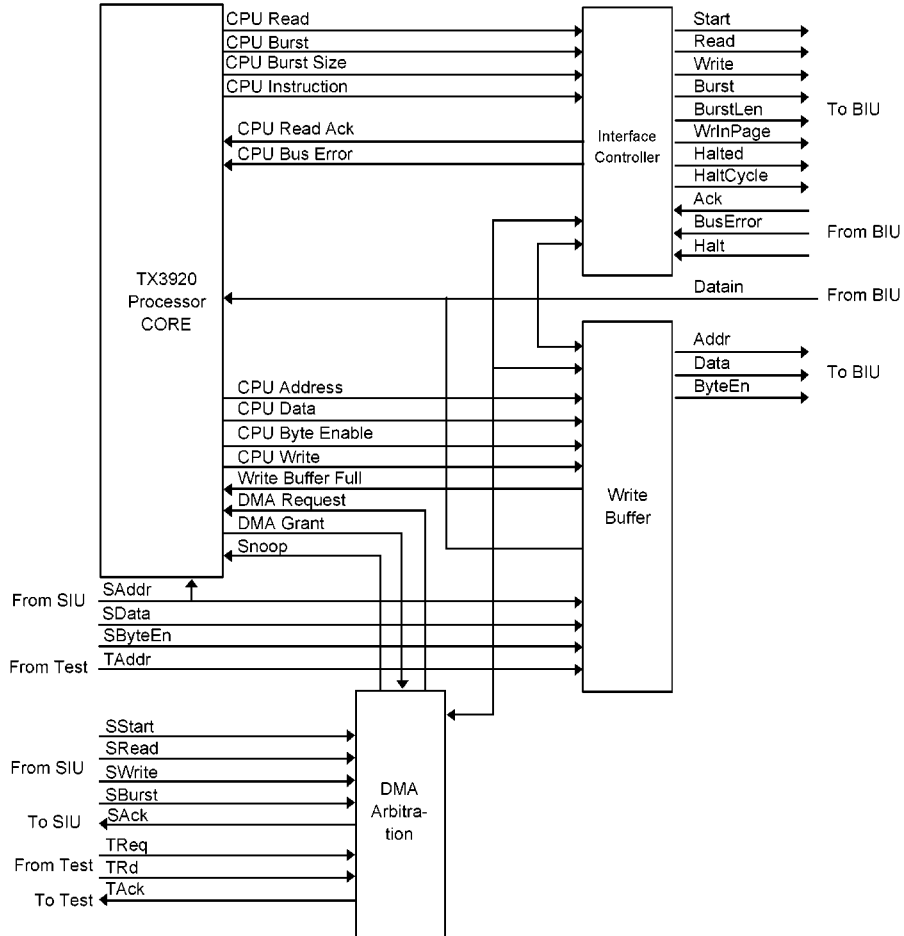 CPU Read
CPU Burst
CPU Burst Size
CPU Instruction
CPU Read Ack
CPU Bus Error
TX3920
Processor
CORE
Interface
Controller
Start
Read
Write
Burst
BurstLen
WrInPage
Halted
HaltCycle
To BIU
Ack
BusError
Halt
From BIU
Datain
From BIU
Addr
Data
ByteEn
To BIU
CPU Address
CPU Data
CPU Byte Enable
CPU Write
Write Buffer Full
DMA Request
DMA Grant
Snoop
Write
Buffer
From SIU
SAddr
SData
SByteEn
From Test
TAddr
SStart
SRead
From SIU
SWrite
SBurst
To SIU
SAck
TReq
From Test
TRd
To Test
TAck
DMA
Arbitra-
tion